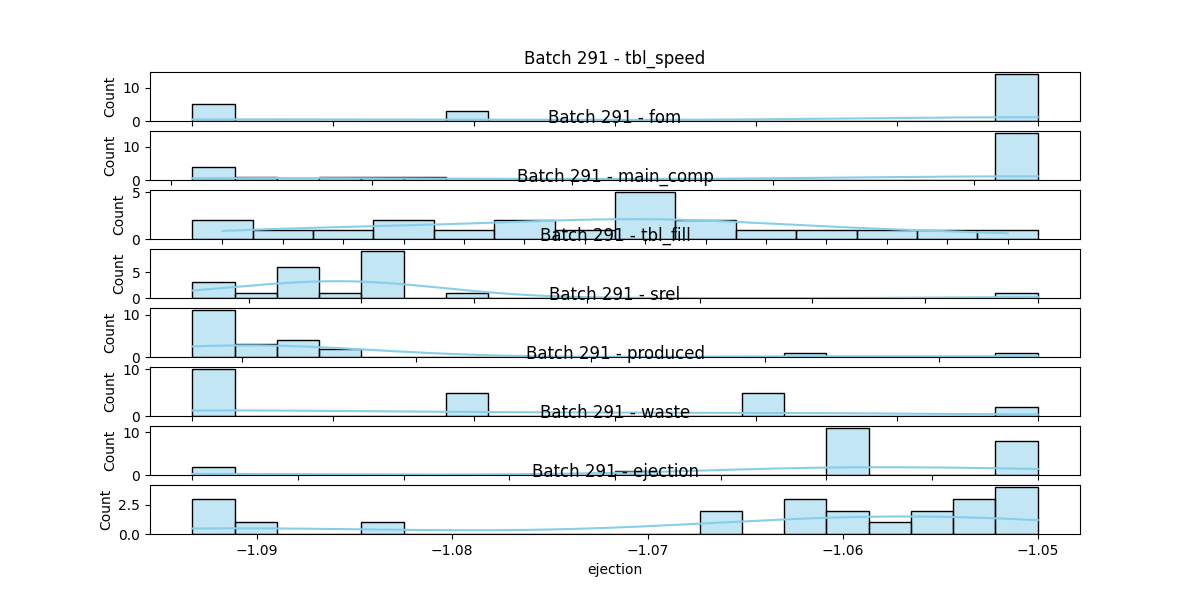 Batch 291 - tbl_speed
Count
10
0
Batch 291 - fom
Count
10
0
Batch 291 - main_comp
Count
5
0
Batch 291 - tbl_fill
Count
5
0
Batch 291 - srel
Count
10
0
Batch 291 - produced
Count
10
0
Batch 291 - waste
Count
10
0
Batch 291 - ejection
Count
2.5
0.0
−1.09 −1.08 −1.07 −1.06 −1.05
ejection